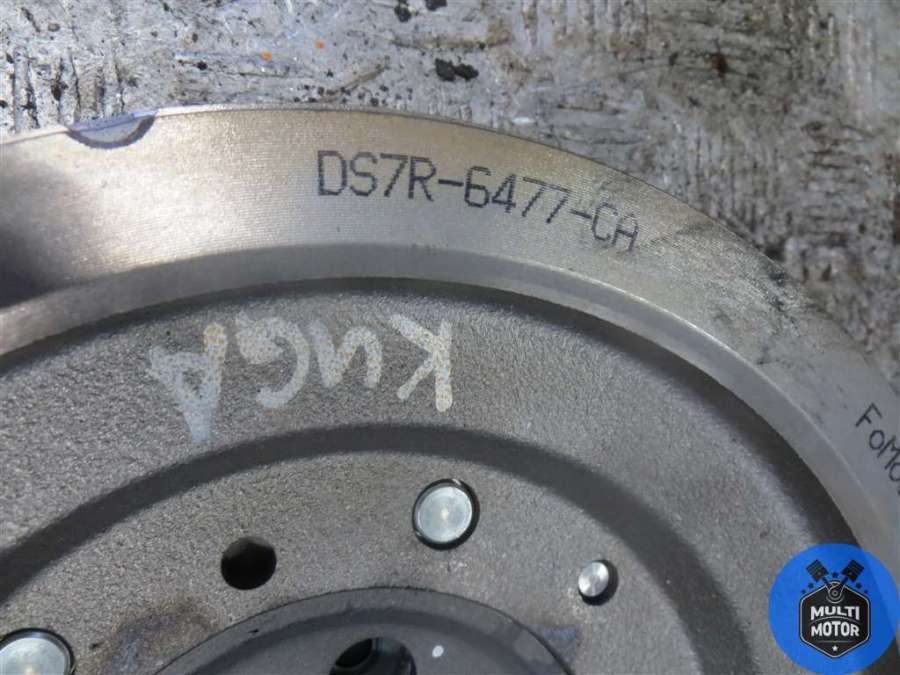 DS7R-6477-CA
KUGA
MULTI
MOTOR